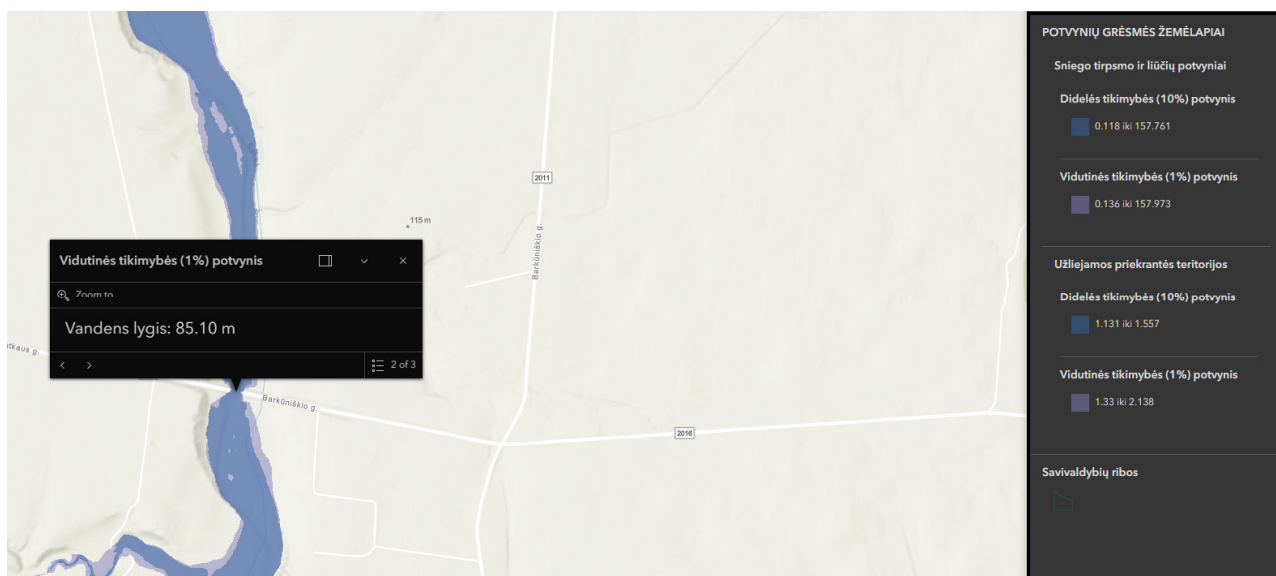 2011
115 m
Barkūniškio g.
Vidutinės tikimybės (1%) potvynis
Zoom to
Vandens lygis: 85.10 m
2 of 3
Barkūniškio g.
2016
POTVYNIŲ GRĖSMĖS ŽEMĖLAPIAI
Sniego tirpsmo ir liūčių potvyniai
Didelės tikimybės (10%) potvynis
0.118 iki 157.761
Vidutinės tikimybės (1%) potvynis
0.136 iki 157.973
Užliejamos priekrantės teritorijos
Didelės tikimybės (10%) potvynis
1.131 iki 1.557
Vidutinės tikimybės (1%) potvynis
1.33 iki 2.138
Savivaldybių ribos